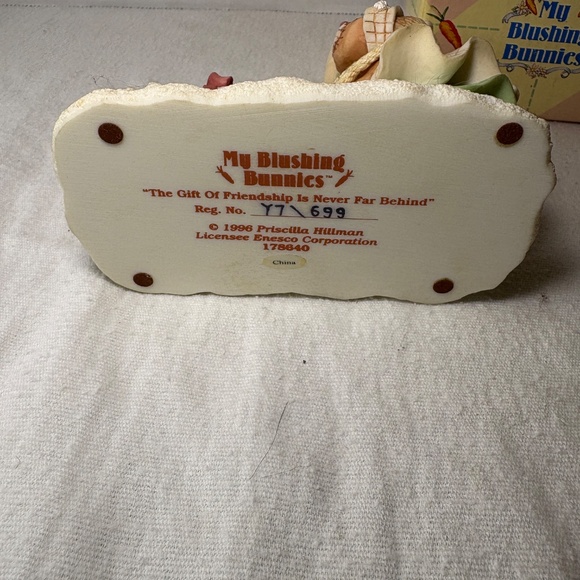 My Blushing
Bunnies™
"The Gift Of Friendship Is Never Far Behind"
Reg. No. Y7\699
© 1996 Priscilla Hillman
Licensee Enesco Corporation
178640
China
My
Blushing
Bunnies